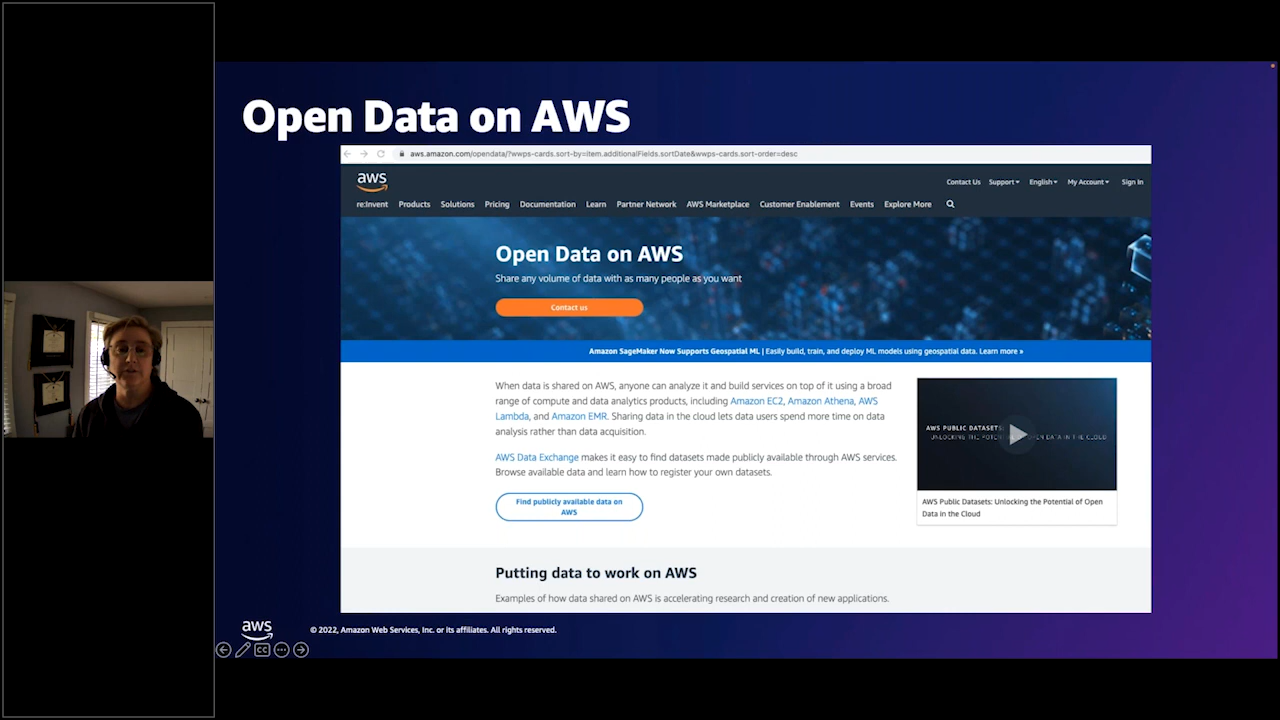 Open Data on AWS
aws.amazon.com/opendata/?wwps-cards.sort-by=item.additionalFields.sortDate&wwps-cards.sort-order=desc
aws
Contact Us Support English My Account Sign In
re:Invent Products Solutions Pricing Documentation Learn Partner Network AWS Marketplace Customer Enablement Events Explore More
Open Data on AWS
Share any volume of data with as many people as you want
Contact us
Amazon SageMaker Now Supports Geospatial ML | Easily build, train, and deploy ML models using geospatial data. Learn more »
When data is shared on AWS, anyone can analyze it and build services on top of it using a broad
range of compute and data analytics products, including Amazon EC2, Amazon Athena, AWS
Lambda, and Amazon EMR. Sharing data in the cloud lets data users spend more time on data
analysis rather than data acquisition.
AWS Data Exchange makes it easy to find datasets made publicly available through AWS services.
Browse available data and learn how to register your own datasets.
Find publicly available data on
AWS
AWS PUBLIC DATASETS:
UNLOCKING THE POTENTIAL OF OPEN DATA IN THE CLOUD
AWS Public Datasets: Unlocking the Potential of Open
Data in the Cloud
Putting data to work on AWS
Examples of how data shared on AWS is accelerating research and creation of new applications.
aws
© 2022, Amazon Web Services, Inc. or its affiliates. All rights reserved.
CC